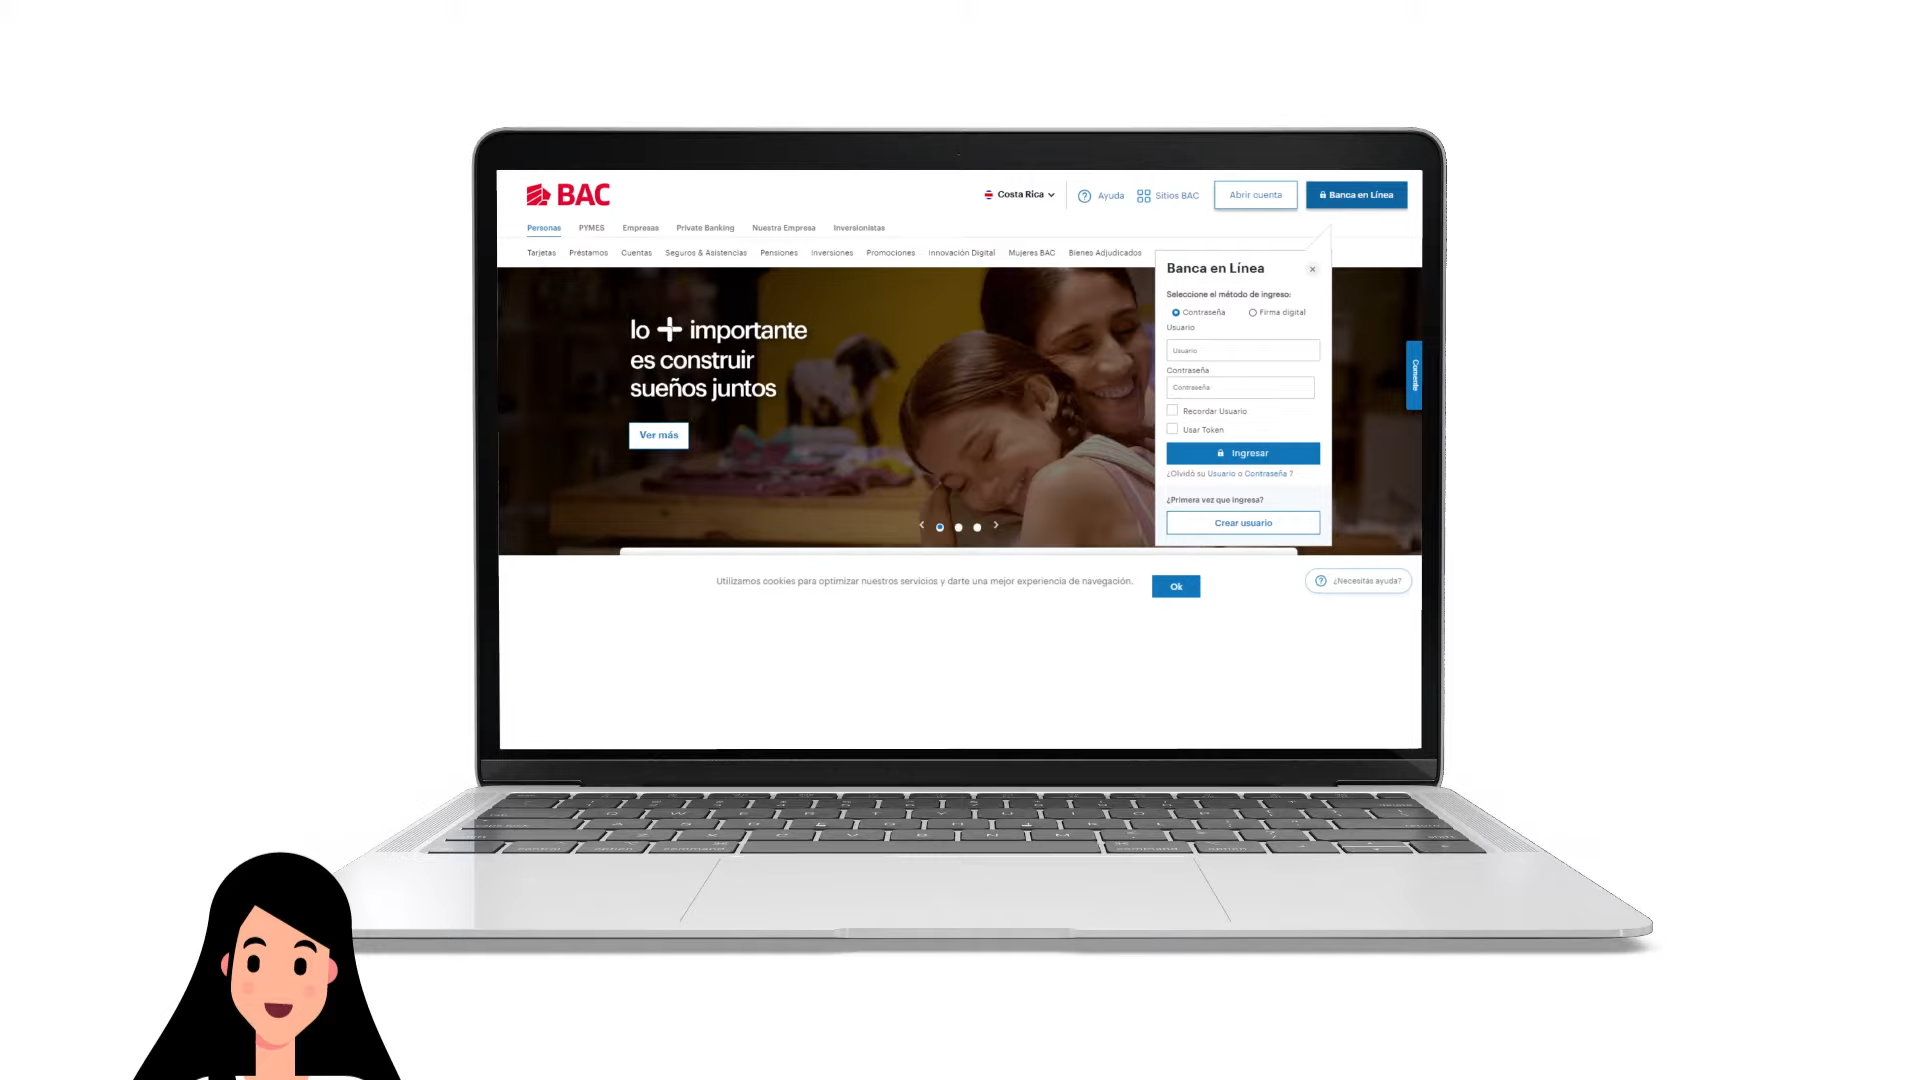 BAC
Costa Rica
Ayuda
Sitios BAC
Abrir cuenta
Banca en Línea
Personas PYMES Empresas Private Banking Nuestra Empresa Inversionistas
Tarjetas Préstamos Cuentas Seguros & Asistencias Pensiones Inversiones Promociones Innovación Digital Mujeres BAC Bienes Adjudicados
lo + importante
es construir
sueños juntos
Ver más
Banca en Línea
Seleccione el método de ingreso:
Contraseña Firma digital
Usuario
Usuario
Contraseña
Contraseña
Recordar Usuario
Usar Token
Ingresar
¿Olvidó su Usuario o Contraseña ?
¿Primera vez que ingresa?
Crear usuario
Comente
Utilizamos cookies para optimizar nuestros servicios y darte una mejor experiencia de navegación.
Ok
¿Necesitás ayuda?